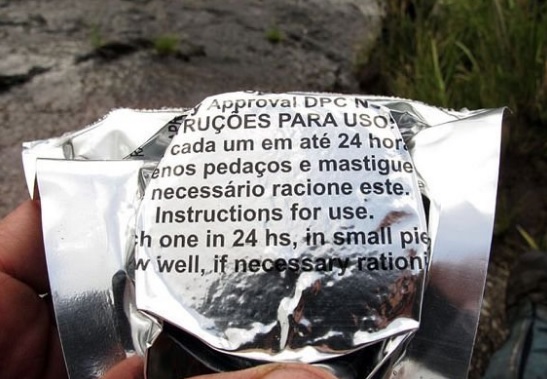 Approval DPC N
RUÇÕES PARA USO:
cada um em até 24 hor
enos pedaços e mastigue
necessário racione este.
Instructions for use.
h one in 24 hs, in small pie
w well, if necessary rationi